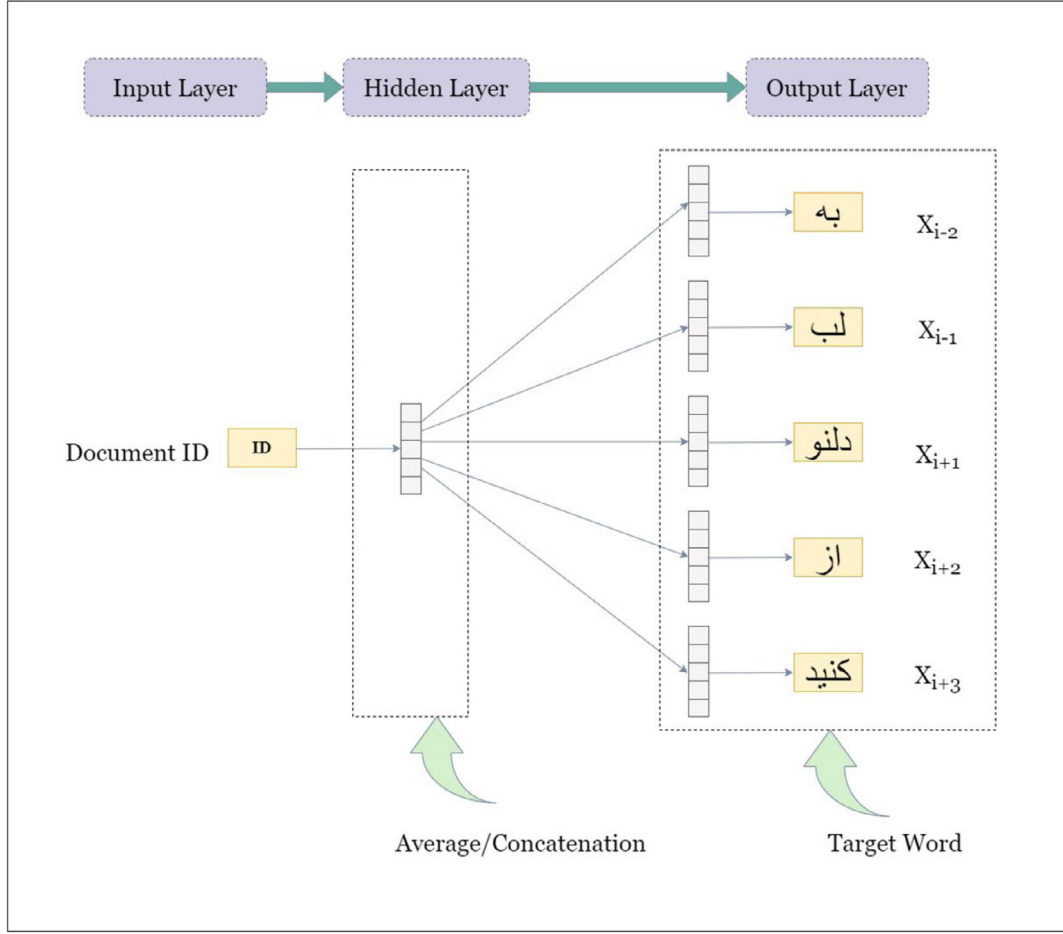 Input Layer
Hidden Layer
Output Layer
به
X_{i-2}
لب
X_{i-1}
Document ID
ID
دلنو
X_{i+1}
از
X_{i+2}
کنید
X_{i+3}
Average/Concatenation
Target Word